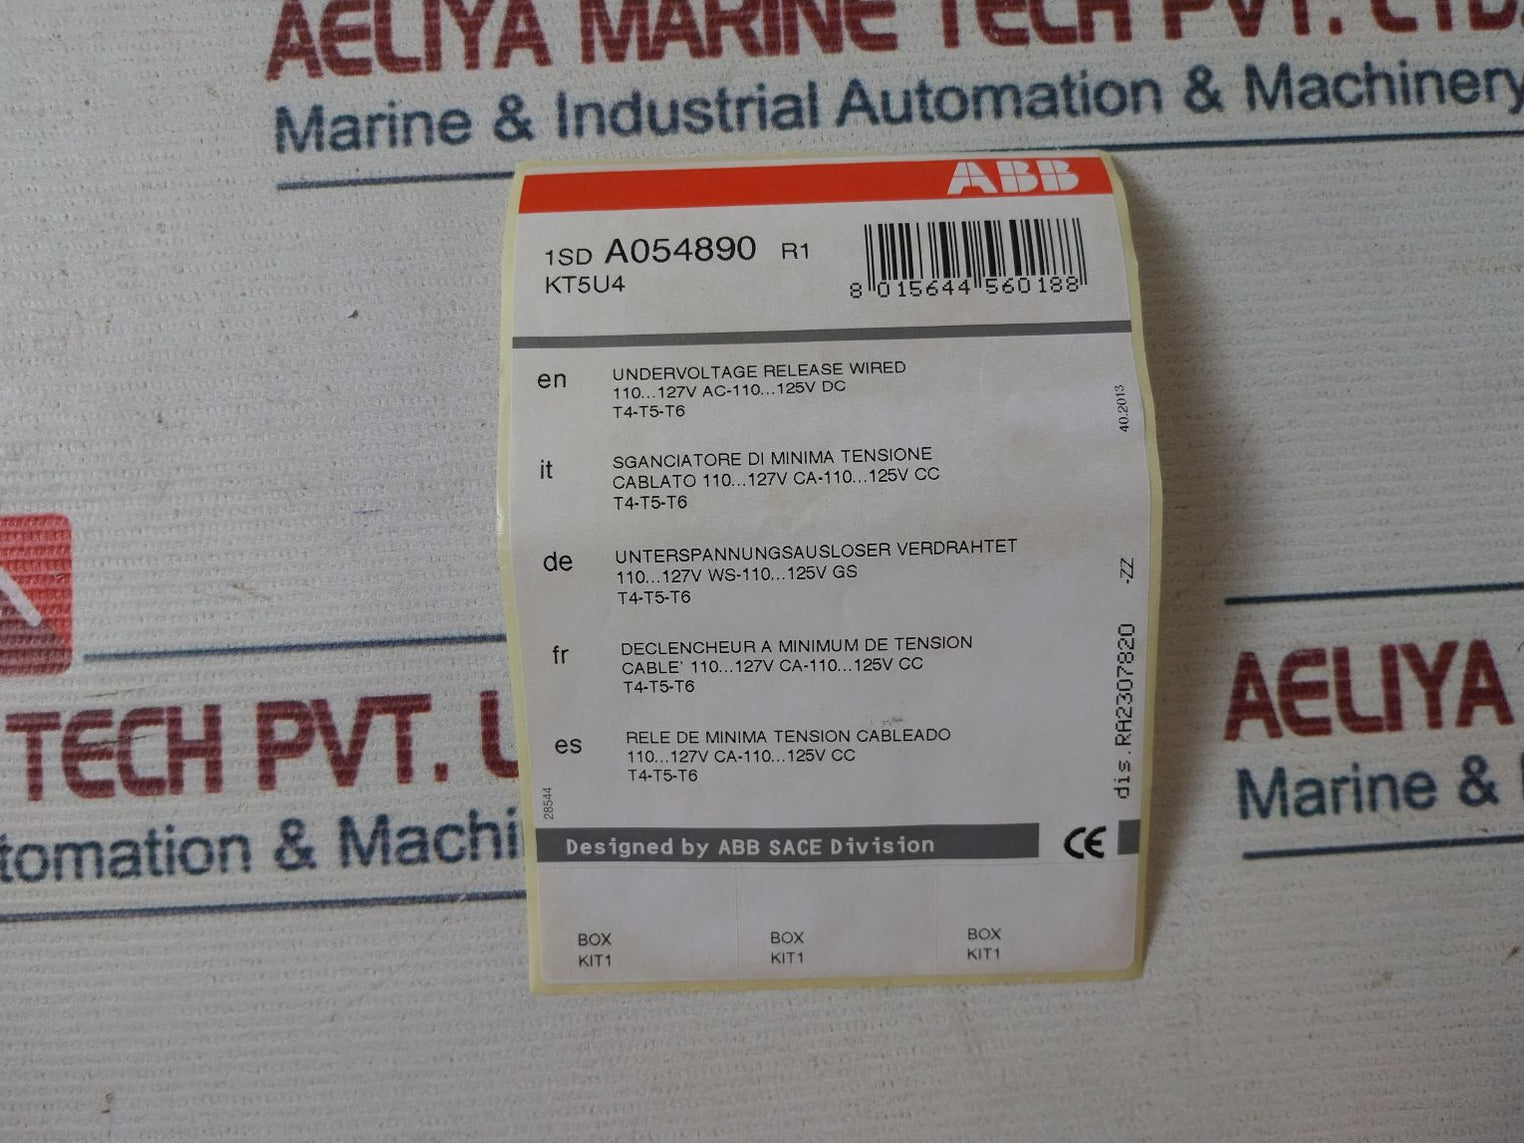 AELIYA MARINE TECH PVT. LTD.
Marine & Industrial Automation & Machinery
ABB
1SD A054890 R1
KT5U4
8 015644 560188
en UNDERVOLTAGE RELEASE WIRED
110...127V AC-110...125V DC
T4-T5-T6
40.2013
it SGANCIATORE DI MINIMA TENSIONE
CABLATO 110...127V CA-110...125V CC
T4-T5-T6
de UNTERSPANNUNGSAUSLOSER VERDRAHTET
110...127V WS-110...125V GS
T4-T5-T6
-ZZ
fr DECLENCHEUR A MINIMUM DE TENSION
CABLE' 110...127V CA-110...125V CC
T4-T5-T6
dis.RA2307820
es RELE DE MINIMA TENSION CABLEADO
110...127V CA-110...125V CC
T4-T5-T6
28544
Designed by ABB SACE Division CE
BOX BOX BOX
KIT1 KIT1 KIT1
TECH PVT.
tomation & Machi
AELIYA
Marine &